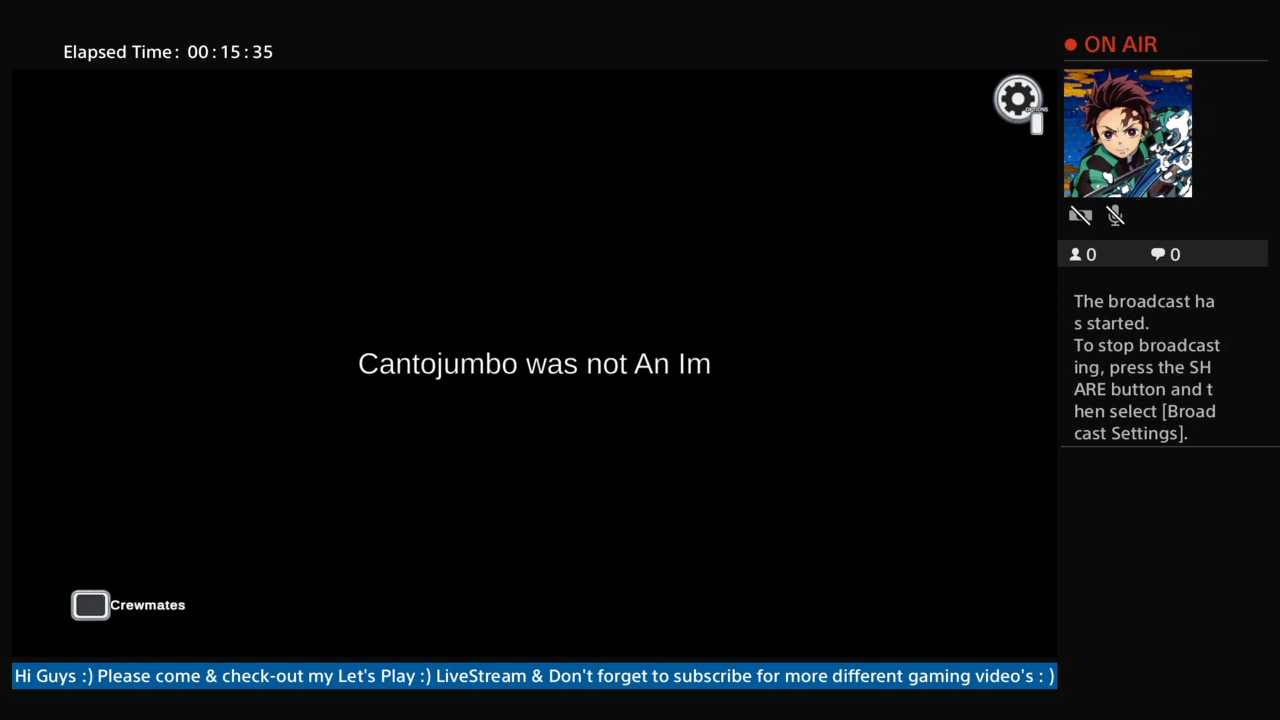 Elapsed Time: 00:15:35
ON AIR
OPTIONS
0 0
The broadcast ha
s started.
To stop broadcast
ing, press the SH
ARE button and t
hen select [Broad
cast Settings].
Cantojumbo was not An Im
Crewmates
Hi Guys :) Please come & check-out my Let's Play :) LiveStream & Don't forget to subscribe for more different gaming video's : )